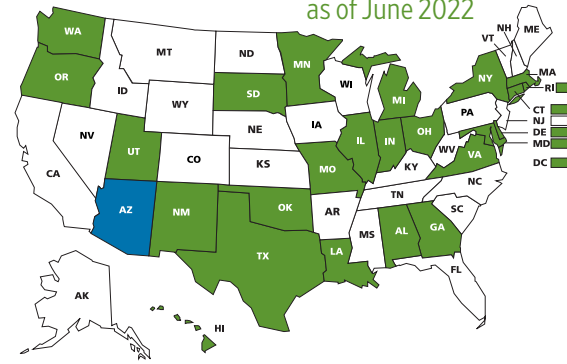 as of June 2022
WA
MT
ND
MN
VT
NH
ME
OR
ID
SD
WI
MI
NY
MA
RI
WY
CT
NJ
DE
MD
DC
NV
UT
CO
NE
IA
IL
IN
OH
PA
WV
VA
CA
KS
MO
KY
NC
AZ
NM
OK
AR
TN
SC
TX
LA
MS
AL
GA
FL
AK
HI